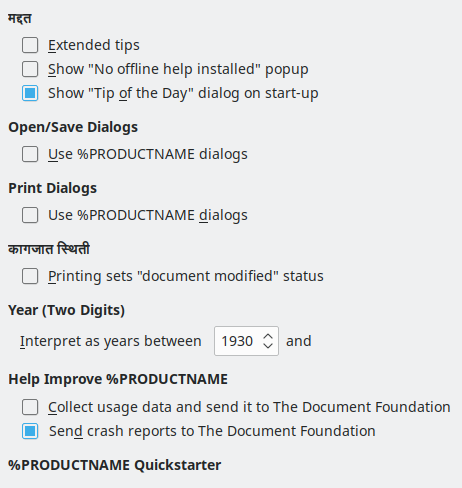 मद्दत
Extended tips
Show "No offline help installed" popup
Show "Tip of the Day" dialog on start-up
Open/Save Dialogs
Use %PRODUCTNAME dialogs
Print Dialogs
Use %PRODUCTNAME dialogs
कागजात स्थिती
Printing sets "document modified" status
Year (Two Digits)
Interpret as years between 1930 and
Help Improve %PRODUCTNAME
Collect usage data and send it to The Document Foundation
Send crash reports to The Document Foundation
%PRODUCTNAME Quickstarter